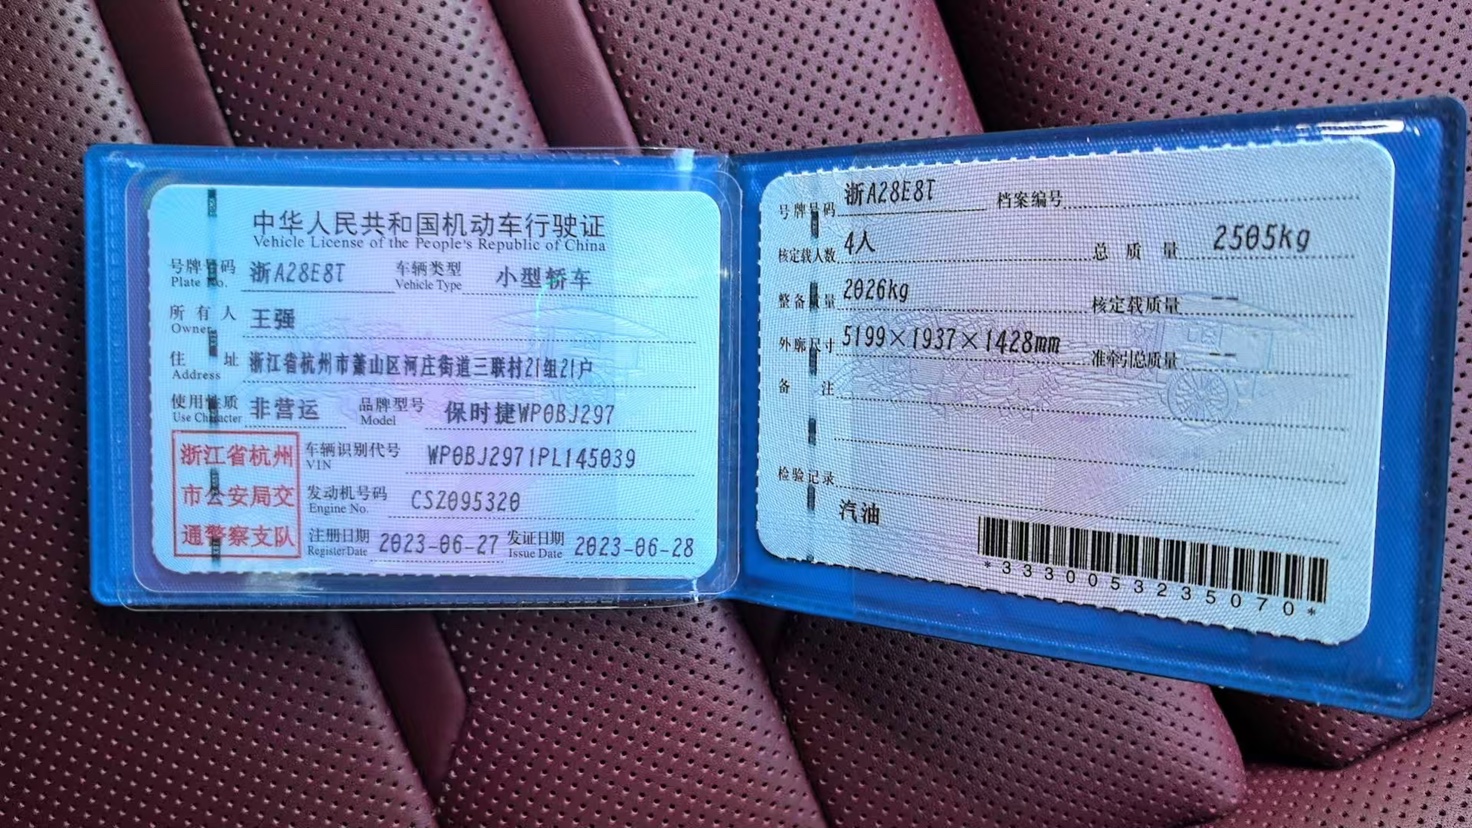 中华人民共和国机动车行驶证
Vehicle License of the People's Republic of China
号牌号码 浙A28E8T 车辆类型 小型轿车
Plate No. Vehicle Type
所有人 王强
Owner
住址 浙江省杭州市萧山区河庄街道三联村21组21户
Address
使用性质 非营运 品牌型号 保时捷WP0BJ297
Use Character Model
浙江省杭州
市公安局交
通警察支队
车辆识别代号 WP0BJ2971PL145039
VIN
发动机号码 CSZ095320
Engine No.
注册日期 2023-06-27 发证日期 2023-06-28
Register Date Issue Date
号牌号码 浙A28E8T 档案编号
核定载人数 4人 总质量 2505kg
整备质量 2026kg 核定载质量 --
外廓尺寸 5199×1937×1428mm 准牵引总质量 --
备注
检验记录
汽油
*3330053235070*